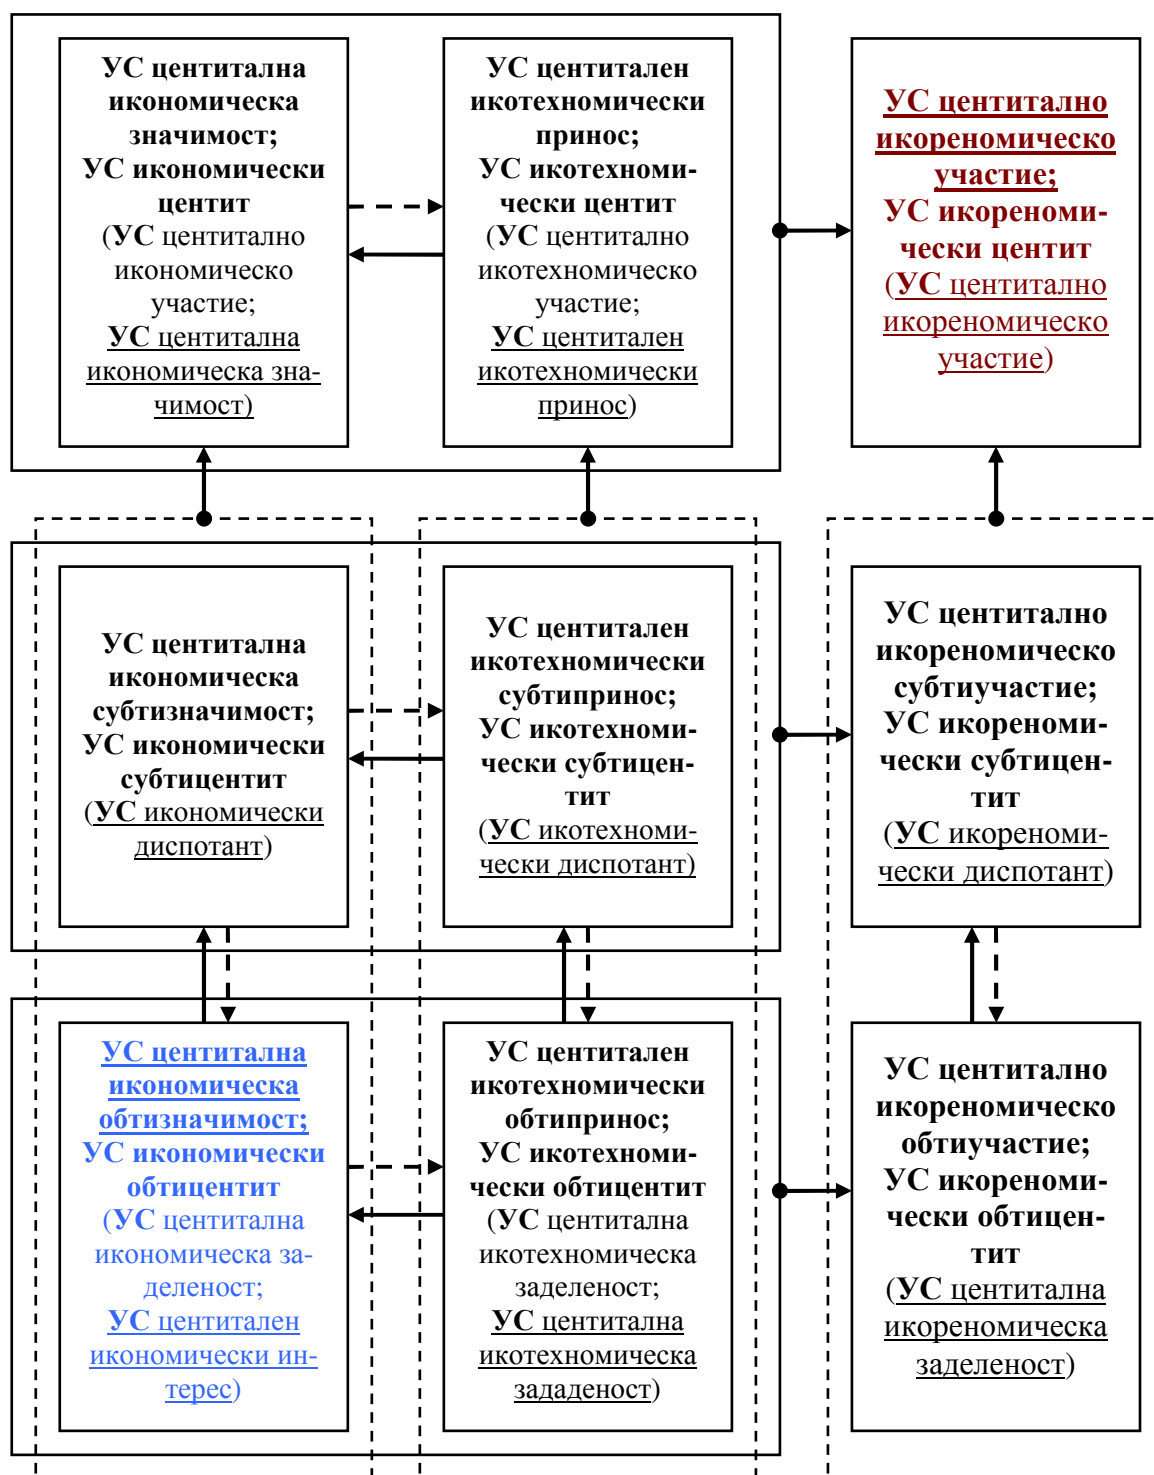 УС центитална
икономическа
значимост;
УС икономически
центит
(УС центитално
икономическо
участие;
УС центитална
икономическа зна-
чимост)
УС центитален
икотехномически
принос;
УС икотехноми-
чески центит
(УС центитално
икотехномическо
участие;
УС центитален
икотехномически
принос)
УС центитално
икореномическо
участие;
УС икореноми-
чески центит
(УС центитално
икореномическо
участие)
УС центитална
икономическа
субтизначимост;
УС икономически
субтицентит
(УС икономически
диспотант)
УС центитален
икотехномически
субтипринос;
УС икотехноми-
чески субтицен-
тит
(УС икотехноми-
чески диспотант)
УС центитално
икореномическо
субтиучастие;
УС икореноми-
чески субтицен-
тит
(УС икореноми-
чески диспотант)
УС центитална
икономическа
обтизначимост;
УС икономически
обтицентит
(УС центитална
икономическа за-
деленост;
УС центитален
икономически ин-
терес)
УС центитален
икотехномически
обтипринос;
УС икотехноми-
чески обтицентит
(УС центитална
икотехномическа
заделеност;
УС центитална
икотехномическа
зададеност)
УС центитално
икореномическо
обтиучастие;
УС икореноми-
чески обтицен-
тит
(УС центитална
икореномическа
заделеност)